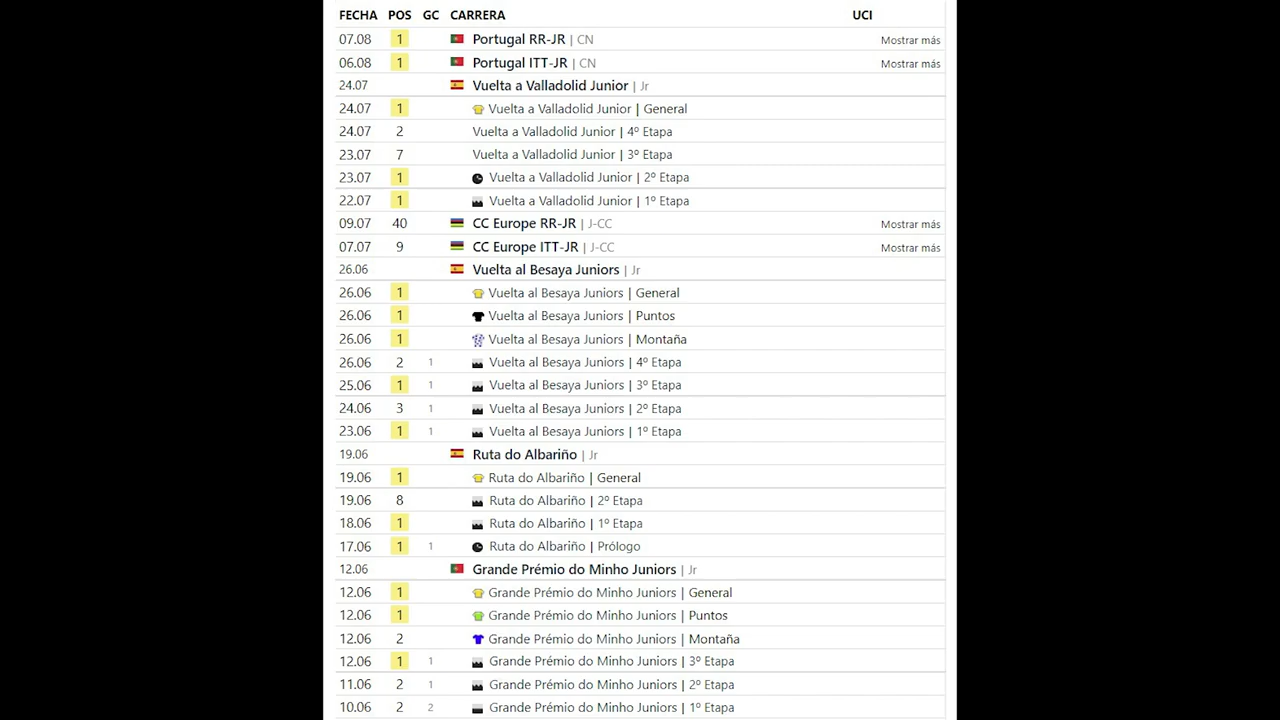 FECHA POS GC CARRERA UCI
07.08 1 Portugal RR-JR | CN Mostrar más
06.08 1 Portugal ITT-JR | CN Mostrar más
24.07 Vuelta a Valladolid Junior | Jr
24.07 1 Vuelta a Valladolid Junior | General
24.07 2 Vuelta a Valladolid Junior | 4º Etapa
23.07 7 Vuelta a Valladolid Junior | 3º Etapa
23.07 1 Vuelta a Valladolid Junior | 2º Etapa
22.07 1 Vuelta a Valladolid Junior | 1º Etapa
09.07 40 CC Europe RR-JR | J-CC Mostrar más
07.07 9 CC Europe ITT-JR | J-CC Mostrar más
26.06 Vuelta al Besaya Juniors | Jr
26.06 1 Vuelta al Besaya Juniors | General
26.06 1 Vuelta al Besaya Juniors | Puntos
26.06 1 Vuelta al Besaya Juniors | Montaña
26.06 2 1 Vuelta al Besaya Juniors | 4º Etapa
25.06 1 1 Vuelta al Besaya Juniors | 3º Etapa
24.06 3 1 Vuelta al Besaya Juniors | 2º Etapa
23.06 1 1 Vuelta al Besaya Juniors | 1º Etapa
19.06 Ruta do Albariño | Jr
19.06 1 Ruta do Albariño | General
19.06 8 Ruta do Albariño | 2º Etapa
18.06 1 Ruta do Albariño | 1º Etapa
17.06 1 1 Ruta do Albariño | Prólogo
12.06 Grande Prémio do Minho Juniors | Jr
12.06 1 Grande Prémio do Minho Juniors | General
12.06 1 Grande Prémio do Minho Juniors | Puntos
12.06 2 Grande Prémio do Minho Juniors | Montaña
12.06 1 1 Grande Prémio do Minho Juniors | 3º Etapa
11.06 2 1 Grande Prémio do Minho Juniors | 2º Etapa
10.06 2 2 Grande Prémio do Minho Juniors | 1º Etapa